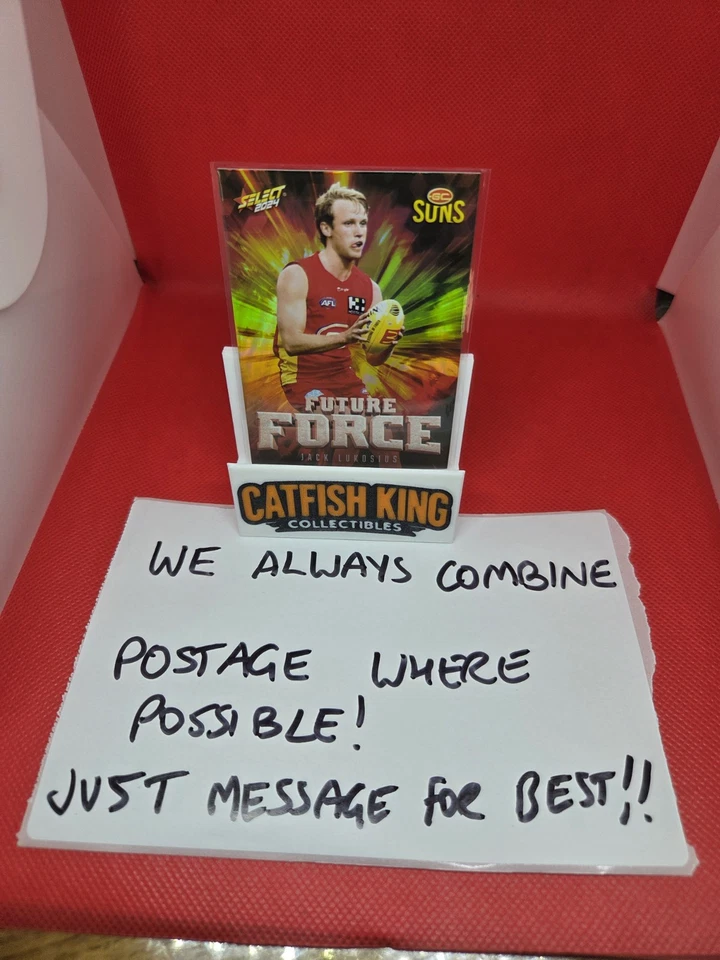 SELECT
2024
GC
SUNS
AFL
FUTURE
FORCE
JACK LUKOSIUS
CATFISH KING
COLLECTIBLES
WE ALWAYS COMBINE
POSTAGE WHERE
POSSIBLE!
JUST MESSAGE FOR BEST!!